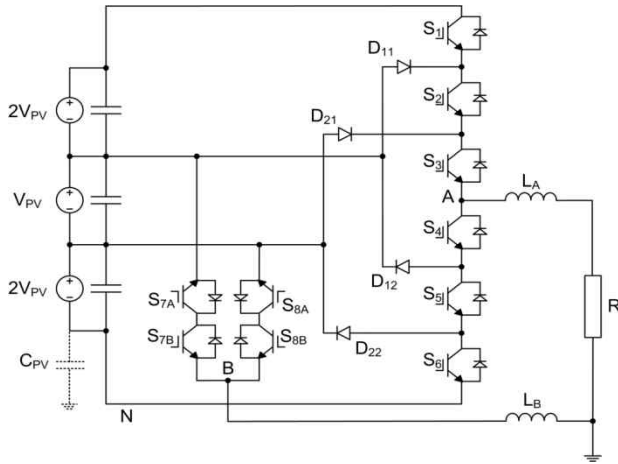 S1
D11
S2
D21
2VPV
S3
A
LA
VPV
S4
S7A
S8A
D12
R
2VPV
S5
S7B
S8B
D22
CPV
B
S6
LB
N